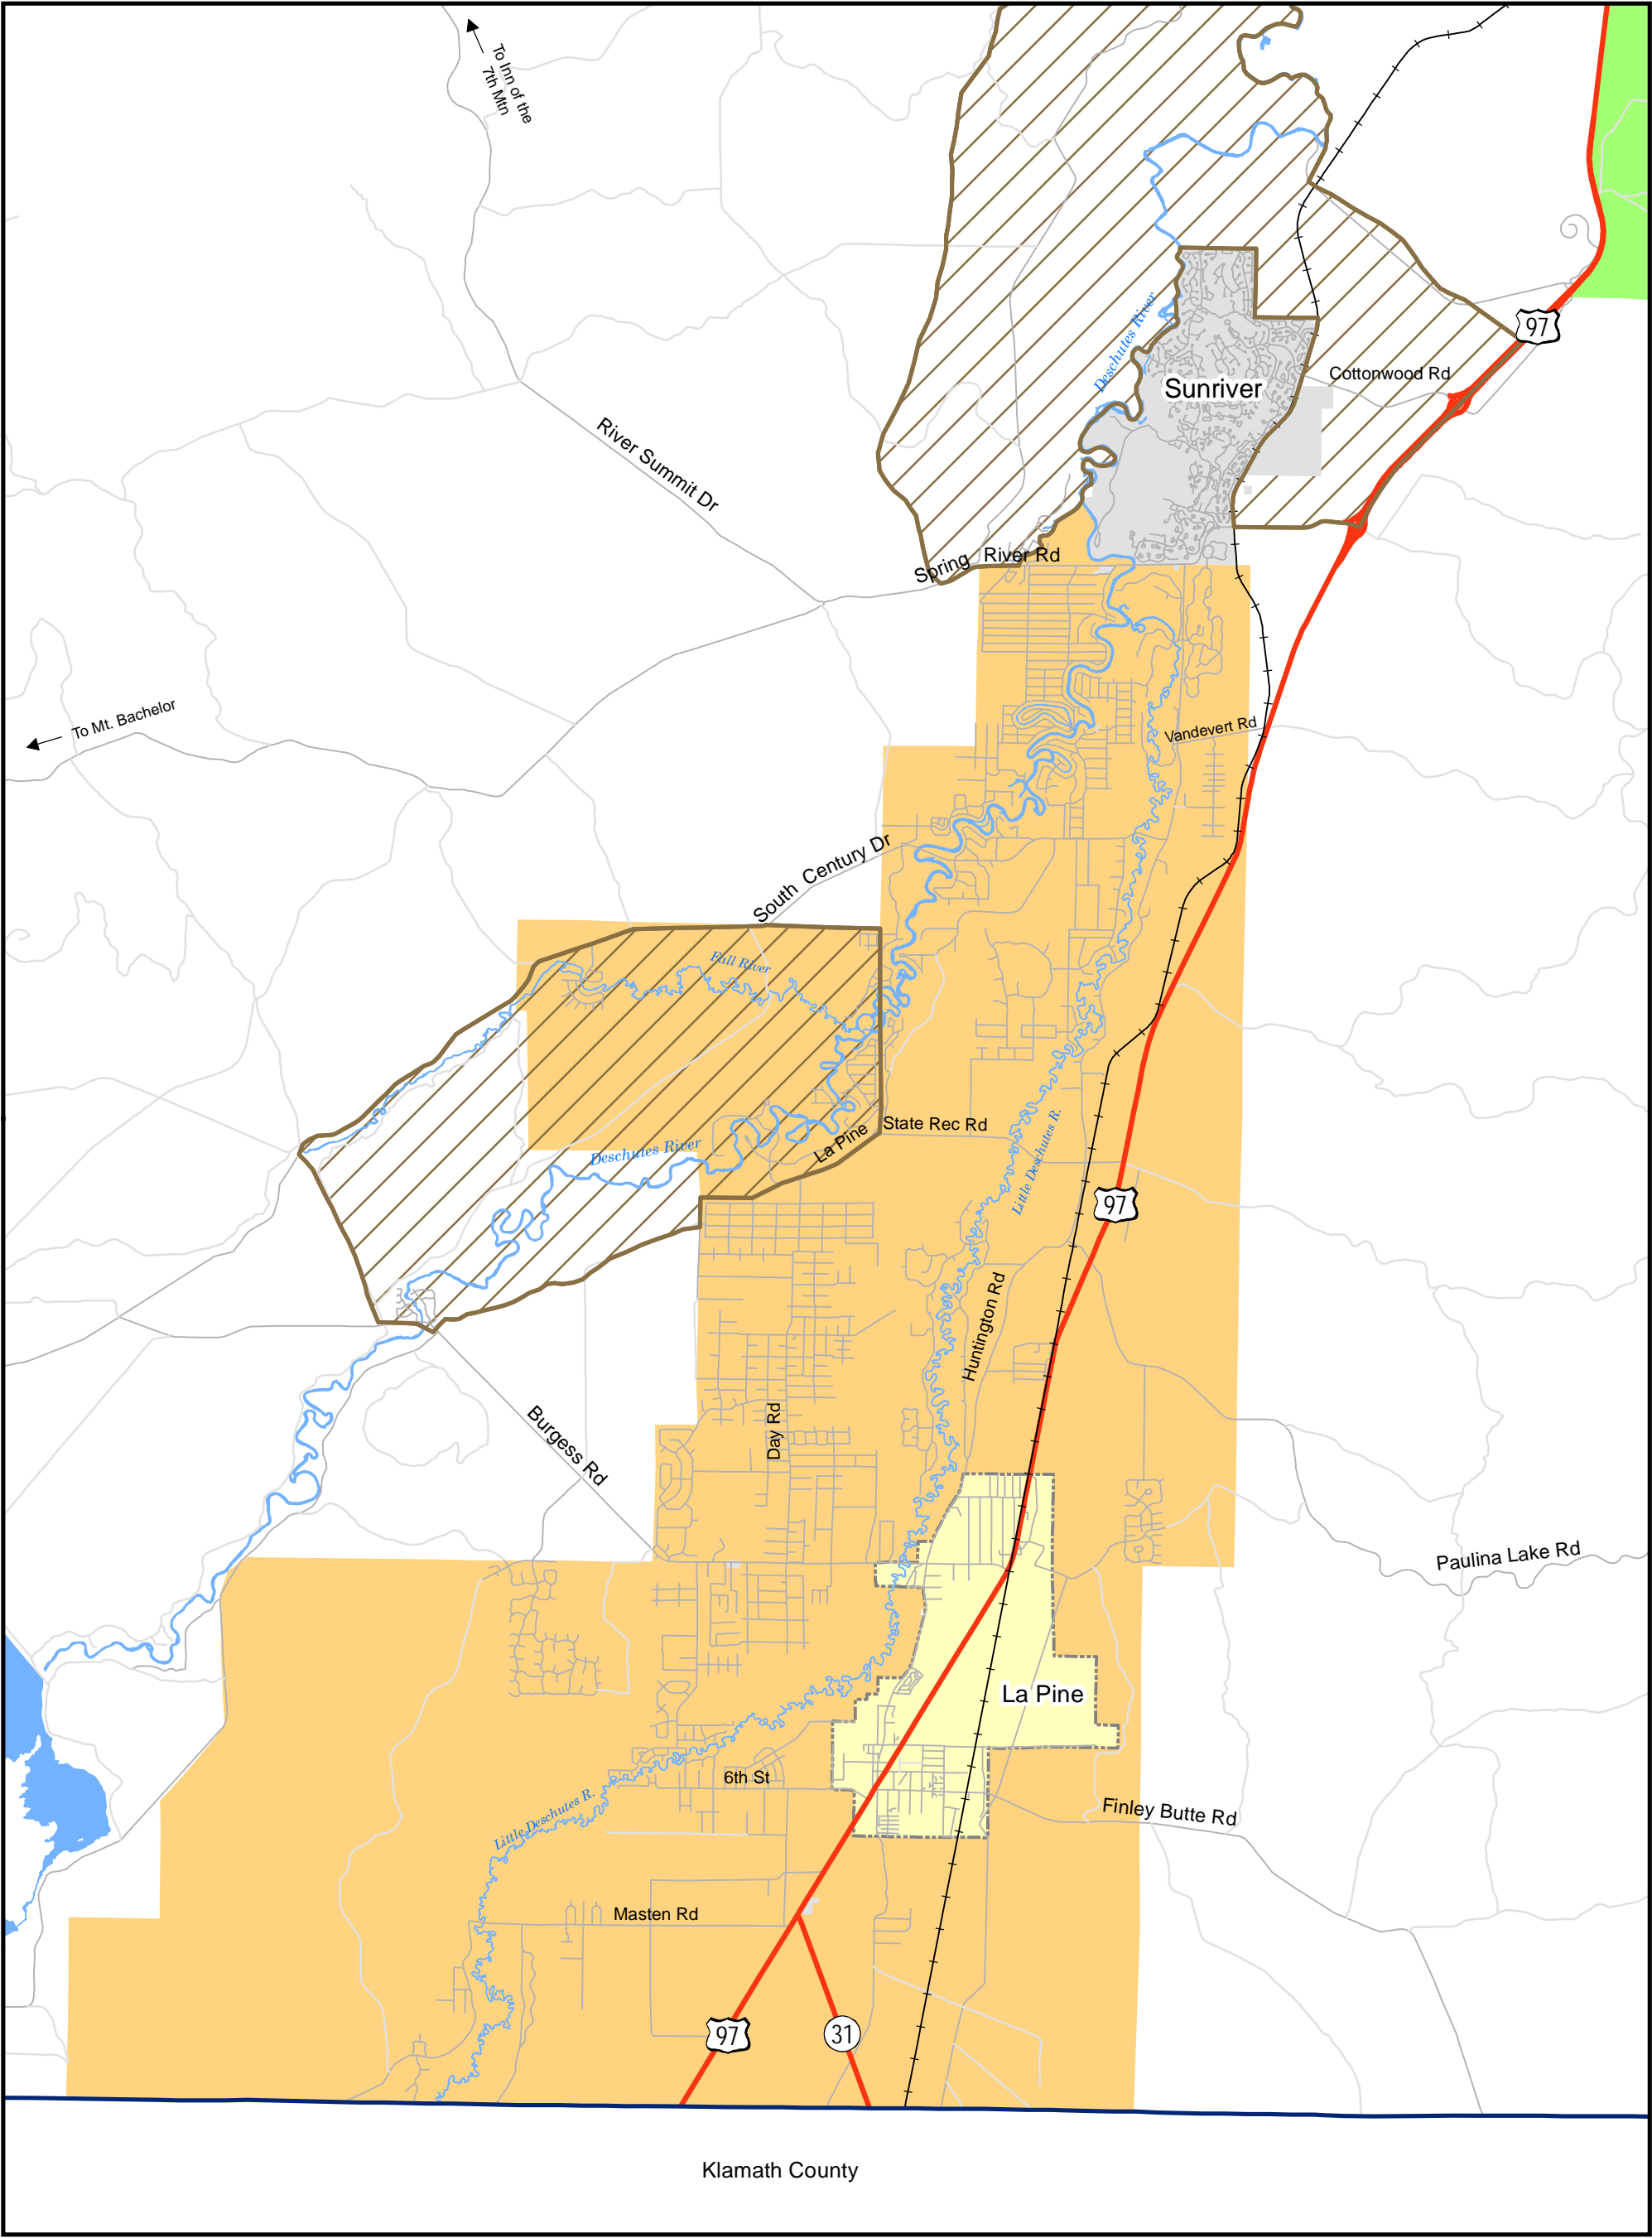 To Inn of the
7th Mtn
97
Deschutes River
Cottonwood Rd
Sunriver
River Summit Dr
Spring River Rd
To Mt. Bachelor
Vandevert Rd
South Century Dr
Fall River
State Rec Rd
La Pine
Deschutes River
Little Deschutes R.
97
Huntington Rd
Day Rd
Burgess Rd
Paulina Lake Rd
La Pine
6th St
Finley Butte Rd
Little Deschutes R.
Masten Rd
97
31
Klamath County